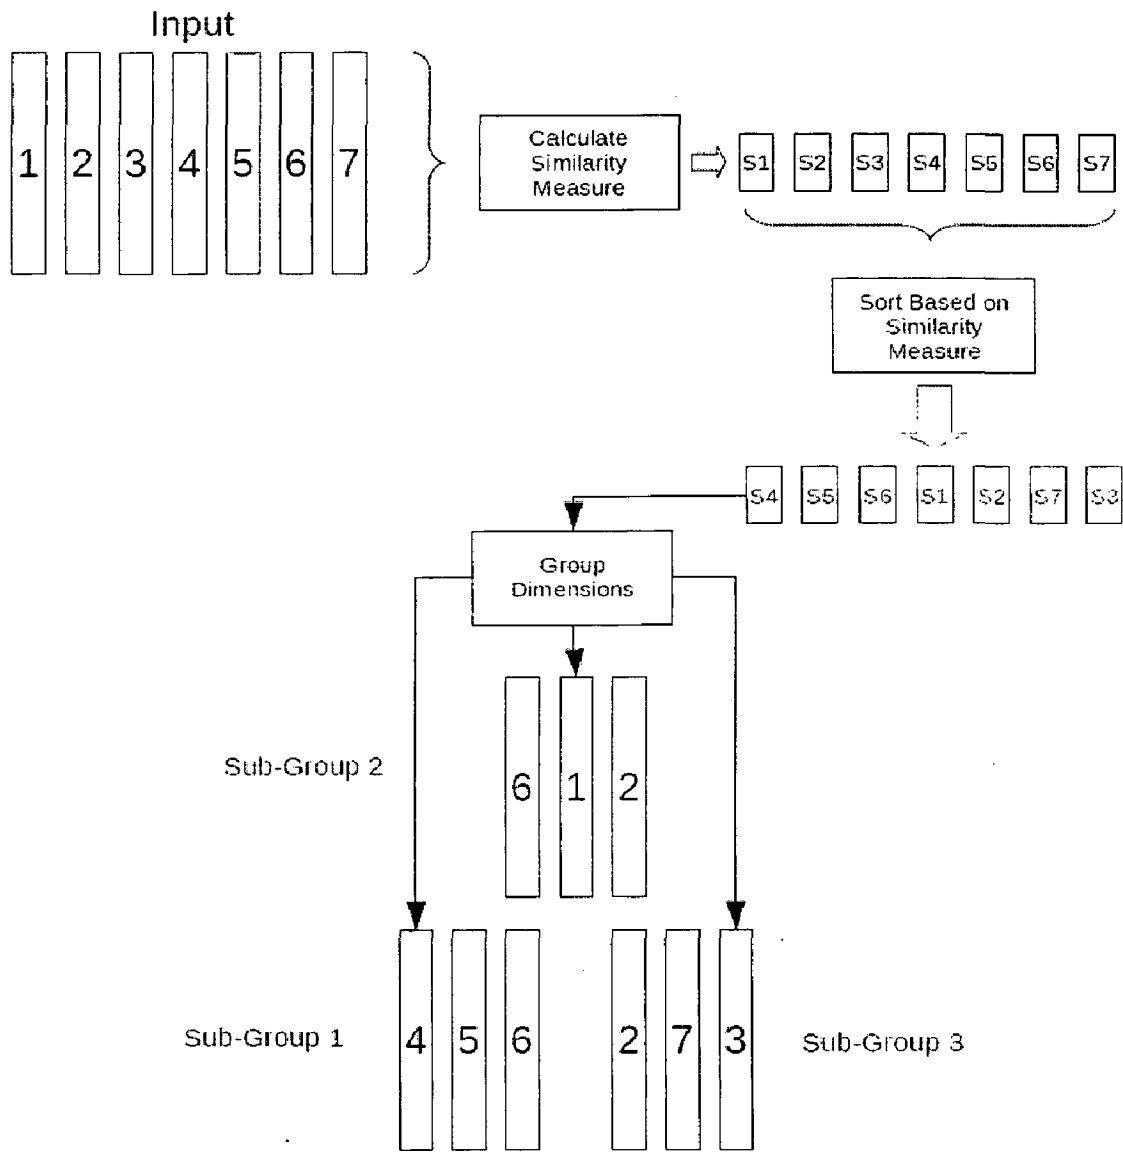 Input
1 2 3 4 5 6 7
Calculate
Similarity
Measure
S1 S2 S3 S4 S5 S6 S7
Sort Based on
Similarity
Measure
S4 S5 S6 S1 S2 S7 S3
Group
Dimensions
Sub-Group 2
6 1 2
Sub-Group 1
4 5 6
2 7 3
Sub-Group 3